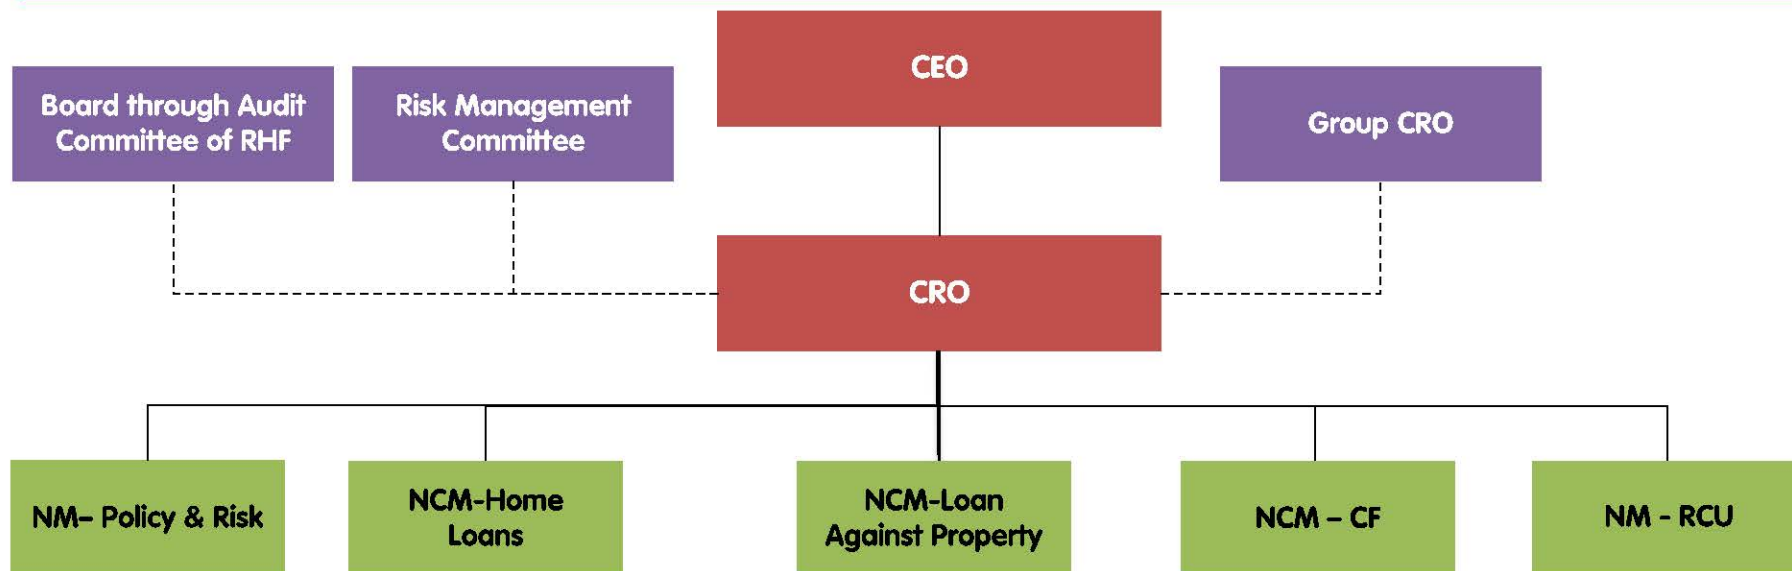 CEO
Board through Audit
Committee of RHF
Risk Management
Committee
Group CRO
CRO
NM– Policy & Risk
NCM-Home
Loans
NCM-Loan
Against Property
NCM – CF
NM - RCU